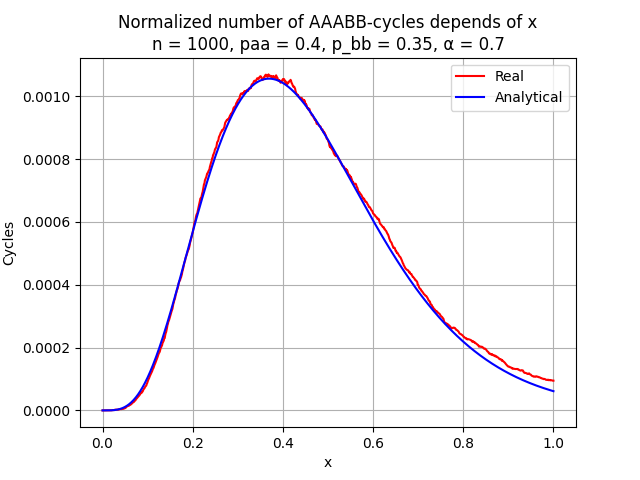 Normalized number of AAABB-cycles depends of x
n = 1000, paa = 0.4, p_bb = 0.35, α = 0.7
Real
Analytical
Cycles
0.0010
0.0008
0.0006
0.0004
0.0002
0.0000
0.0
0.2
0.4
0.6
0.8
1.0
x